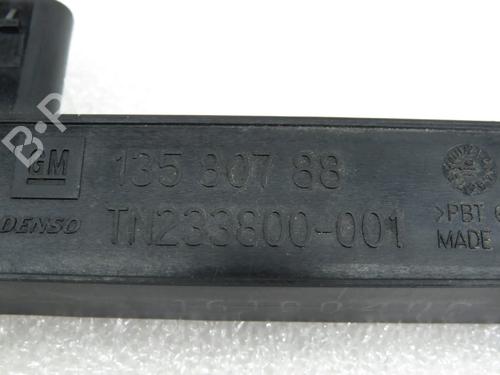 GM
135 807 88
DENSO
TN233800-001
>PBT G
MADE
B-P